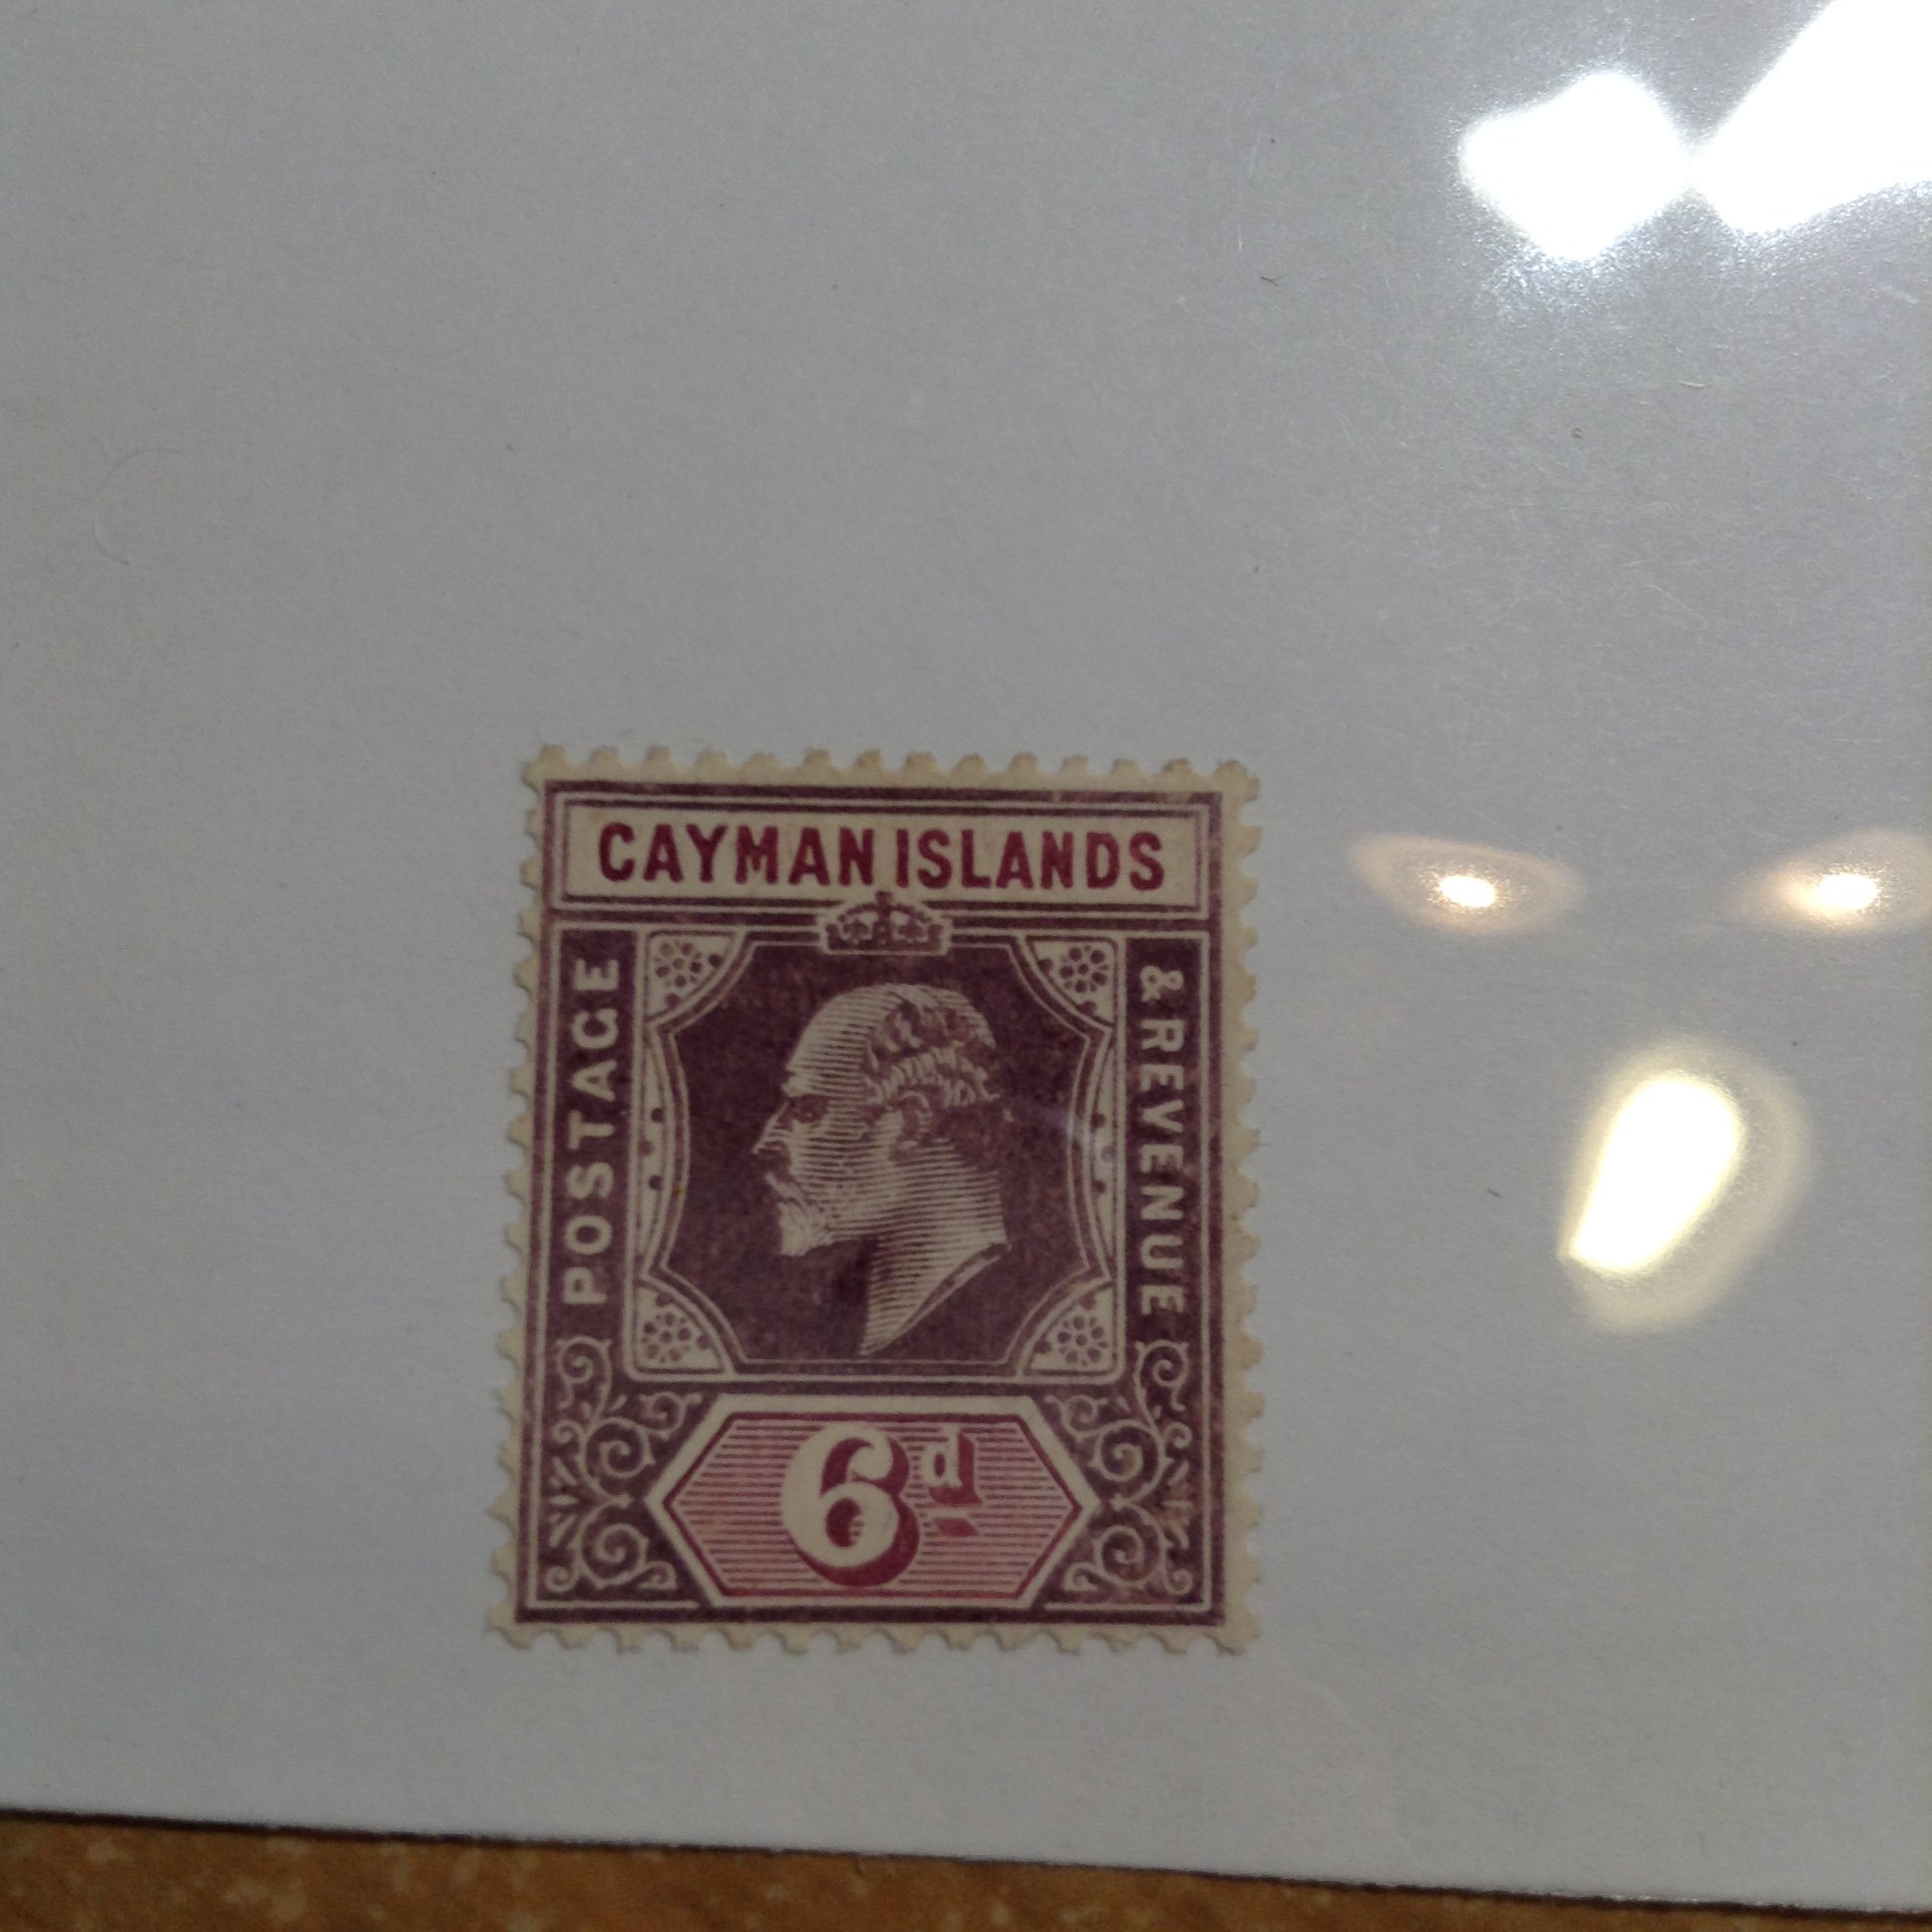 CAYMAN ISLANDS
POSTAGE
& REVENUE
6d